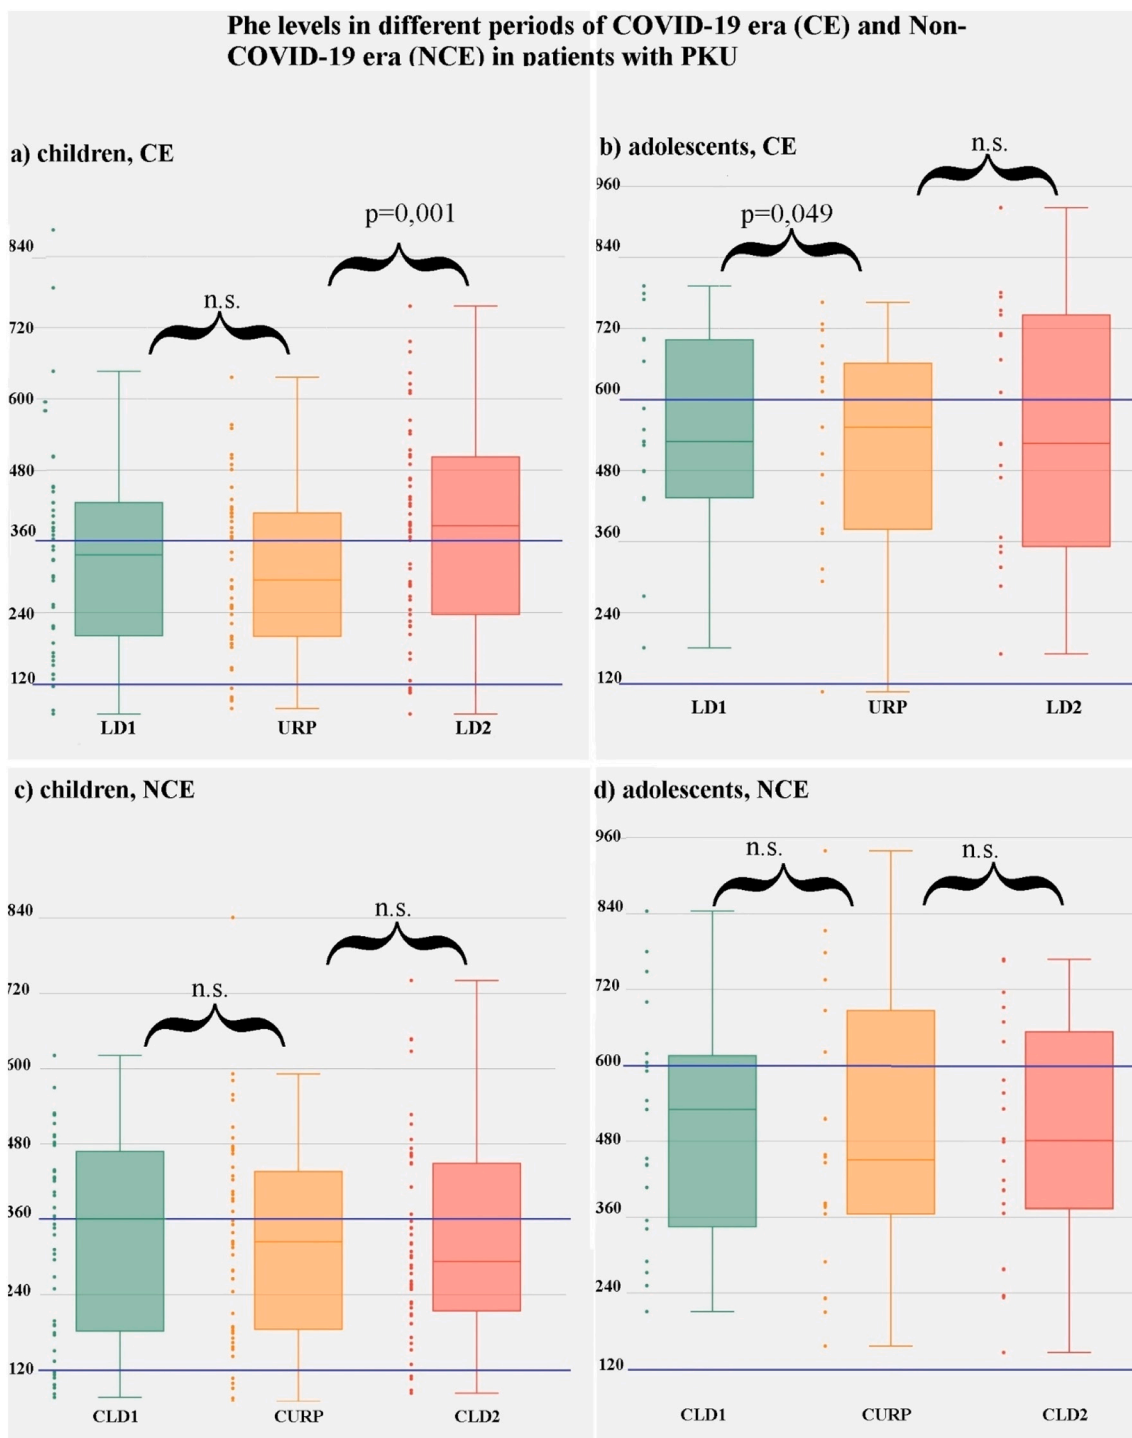 Phe levels in different periods of COVID-19 era (CE) and Non-
COVID-19 era (NCE) in patients with PKU
a) children, CE
p=0,001
n.s.
840
720
600
480
360
240
120
LD1 URP LD2
b) adolescents, CE
n.s.
p=0,049
960
840
720
600
480
360
240
120
LD1 URP LD2
c) children, NCE
n.s.
n.s.
840
720
600
480
360
240
120
CLD1 CURP CLD2
d) adolescents, NCE
n.s. n.s.
960
840
720
600
480
360
240
120
CLD1 CURP CLD2